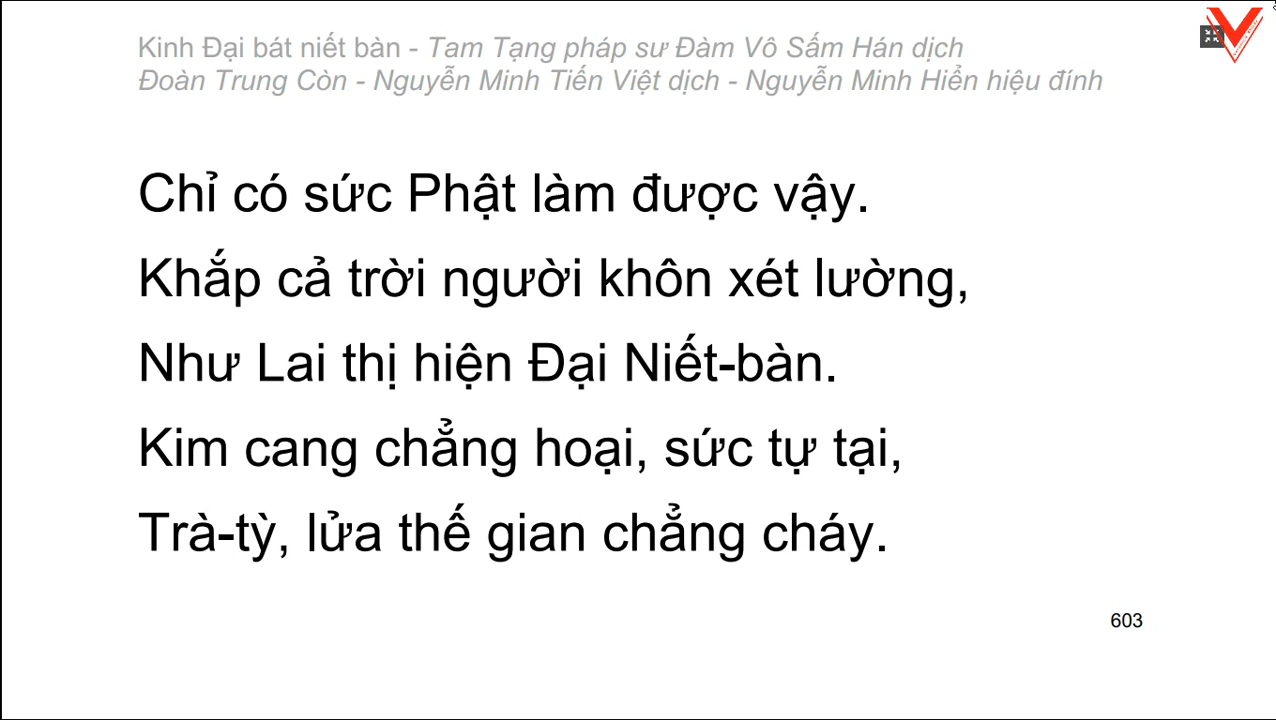 Kinh Đại bát niết bàn - Tam Tạng pháp sư Đàm Vô Sấm Hán dịch
Đoàn Trung Còn - Nguyễn Minh Tiến Việt dịch - Nguyễn Minh Hiển hiệu đính
Chỉ có sức Phật làm được vậy.
Khắp cả trời người khôn xét lường,
Như Lai thị hiện Đại Niết-bàn.
Kim cang chẳng hoại, sức tự tại,
Trà-tỳ, lửa thế gian chẳng cháy.
603